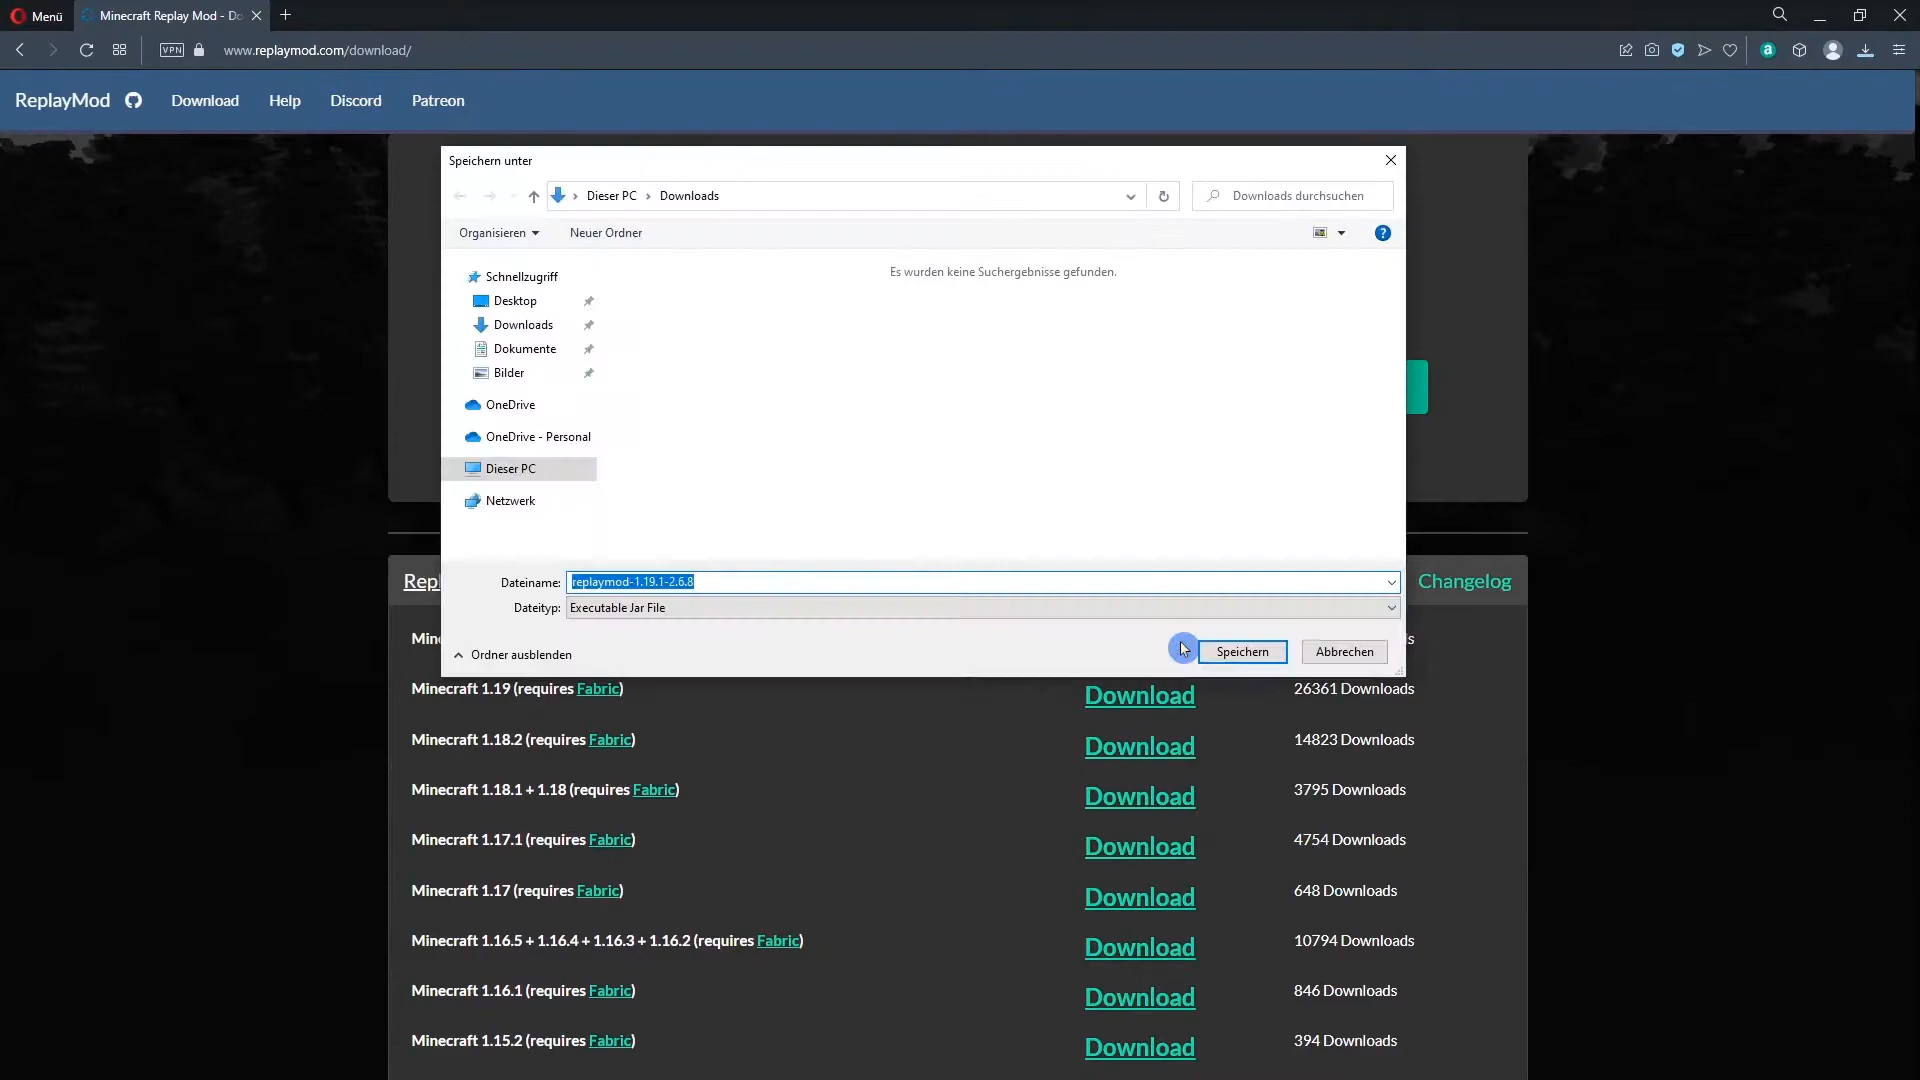 Menü
Minecraft Replay Mod - Do
VPN
www.replaymod.com/download/
ReplayMod Download Help Discord Patreon
Speichern unter
Dieser PC Downloads
Downloads durchsuchen
Organisieren Neuer Ordner
Es wurden keine Suchergebnisse gefunden.
Schnellzugriff
Desktop
Downloads
Dokumente
Bilder
OneDrive
OneDrive - Personal
Dieser PC
Netzwerk
Dateiname: replaymod-1.19.1-2.6.8
Dateityp: Executable Jar File
Ordner ausblenden
Speichern Abbrechen
Repl
Changelog
Minecraft 1.19 (requires Fabric) Download 26361 Downloads
Minecraft 1.18.2 (requires Fabric) Download 14823 Downloads
Minecraft 1.18.1 + 1.18 (requires Fabric) Download 3795 Downloads
Minecraft 1.17.1 (requires Fabric) Download 4754 Downloads
Minecraft 1.17 (requires Fabric) Download 648 Downloads
Minecraft 1.16.5 + 1.16.4 + 1.16.3 + 1.16.2 (requires Fabric) Download 10794 Downloads
Minecraft 1.16.1 (requires Fabric) Download 846 Downloads
Minecraft 1.15.2 (requires Fabric) Download 394 Downloads